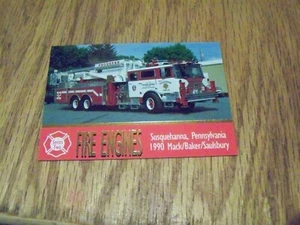 FIRE ENGINES
Susquehanna, Pennsylvania
1990 Mack/Baker/Saulsbury